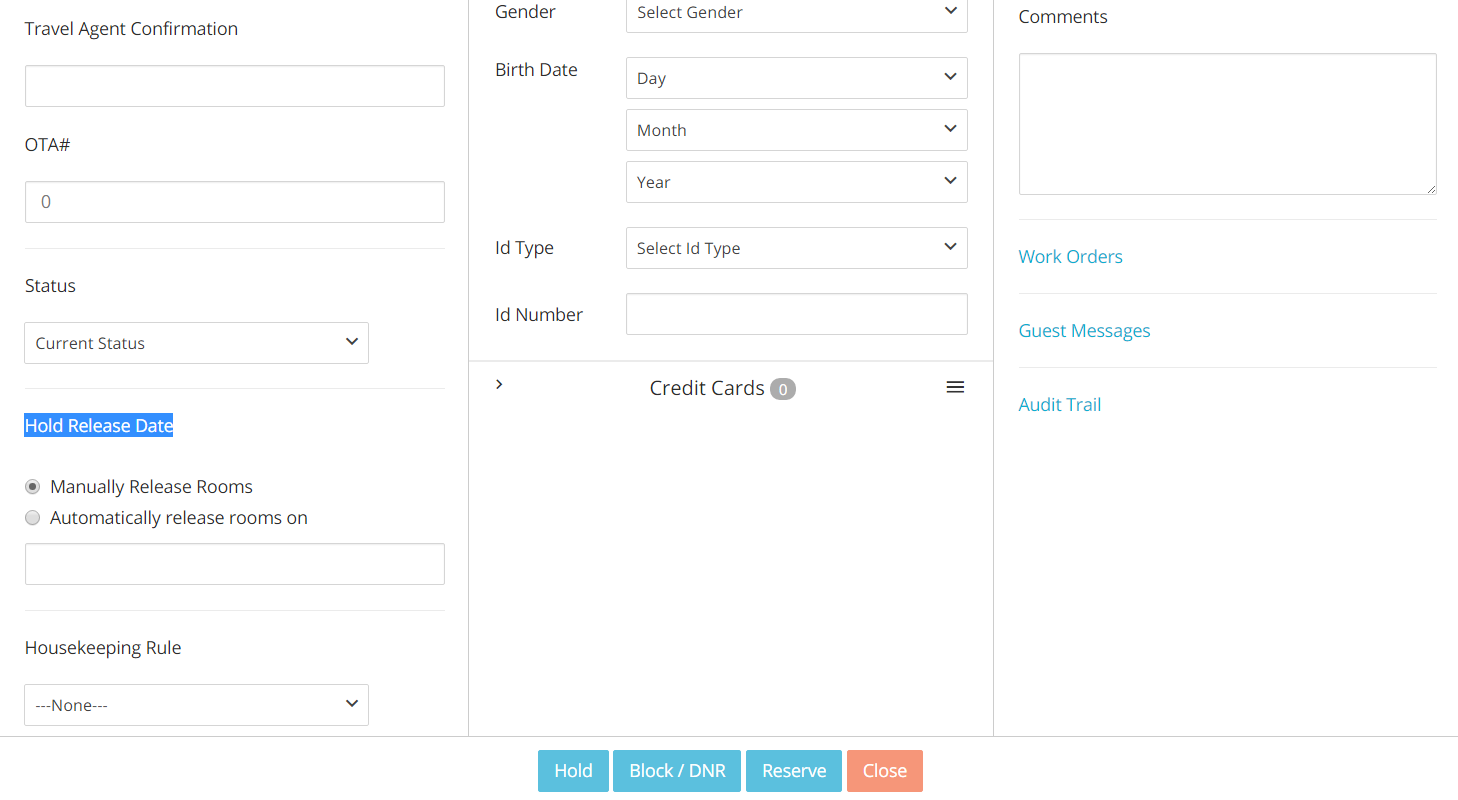 Travel Agent Confirmation
OTA#
0
Status
Current Status
Hold Release Date
Manually Release Rooms
Automatically release rooms on
Housekeeping Rule
---None---
Gender
Select Gender
Birth Date
Day
Month
Year
Id Type
Select Id Type
Id Number
Credit Cards 0
Comments
Work Orders
Guest Messages
Audit Trail
Hold
Block / DNR
Reserve
Close